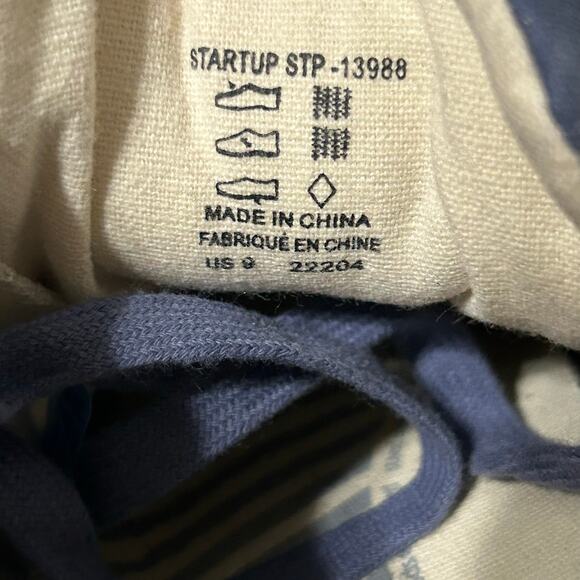 STARTUP STP-13988
MADE IN CHINA
FABRIQUÉ EN CHINE
US 9 22204